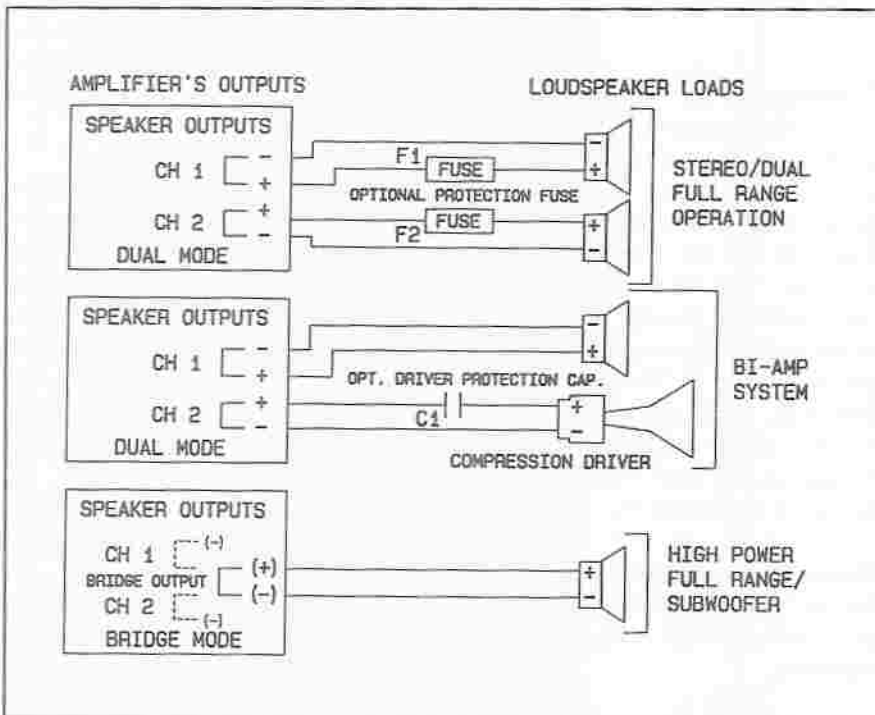 AMPLIFIER'S OUTPUTS
LOUDSPEAKER LOADS
SPEAKER OUTPUTS
CH 1
-
+
CH 2
+
-
DUAL MODE
F1
FUSE
OPTIONAL PROTECTION FUSE
FUSE
F2
-
+
+
-
STEREO/DUAL
FULL RANGE
OPERATION
SPEAKER OUTPUTS
CH 1
-
+
CH 2
+
-
DUAL MODE
OPT. DRIVER PROTECTION CAP.
C1
-
+
+
-
COMPRESSION DRIVER
BI-AMP
SYSTEM
SPEAKER OUTPUTS
CH 1
(-)
BRIDGE OUTPUT
(+)
(-)
CH 2
(-)
BRIDGE MODE
+
-
HIGH POWER
FULL RANGE/
SUBWOOFER